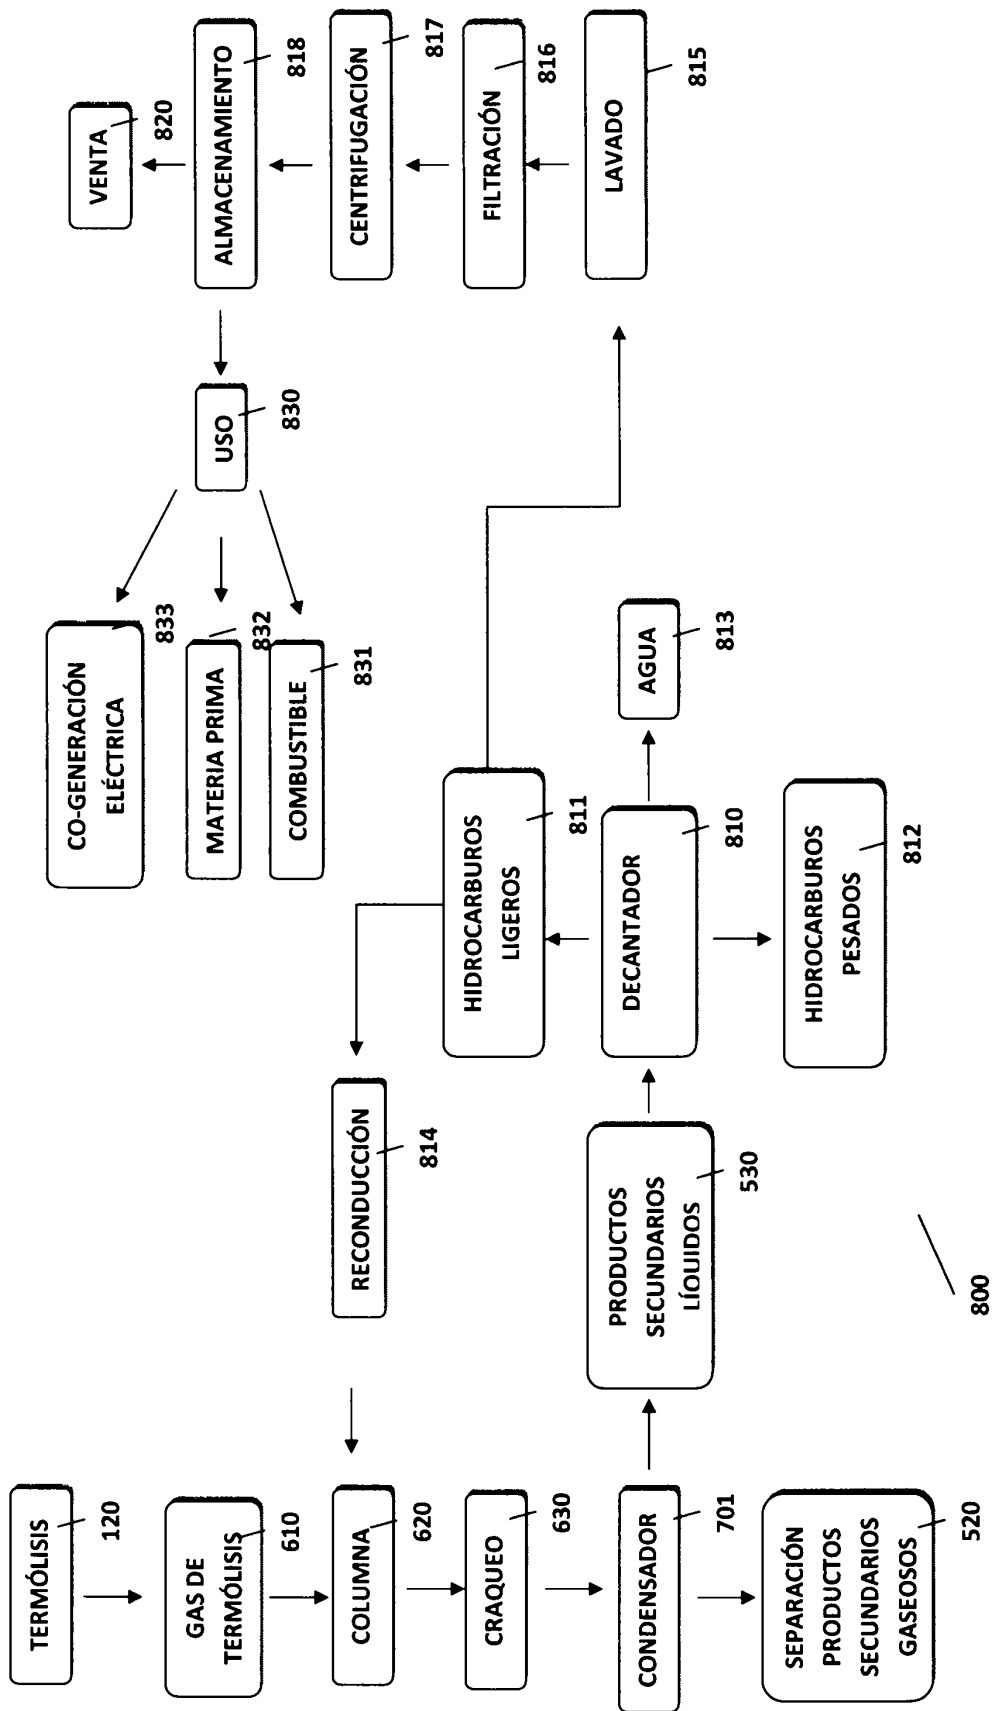 TERMÓLISIS
120
GAS DE
TERMÓLISIS
610
COLUMNA
620
CRAQUEO
630
CONDENSADOR
701
SEPARACIÓN
PRODUCTOS
SECUNDARIOS
GASEOSOS
520
PRODUCTOS
SECUNDARIOS
LÍOUIDOS
530
RECONDUCCIÓN
814
HIDROCARBUROS
LIGEROS
811
DECANTADOR
810
HIDROCARBUROS
PESADOS
812
AGUA
813
CO-GENERACIÓN
ELÉCTRICA
833
MATERIA PRIMA
832
COMBUSTIBLE
831
USO
830
VENTA
820
ALMACENAMIENTO
818
CENTRIFUGACIÓN
817
FILTRACIÓN
816
LAVADO
815
800